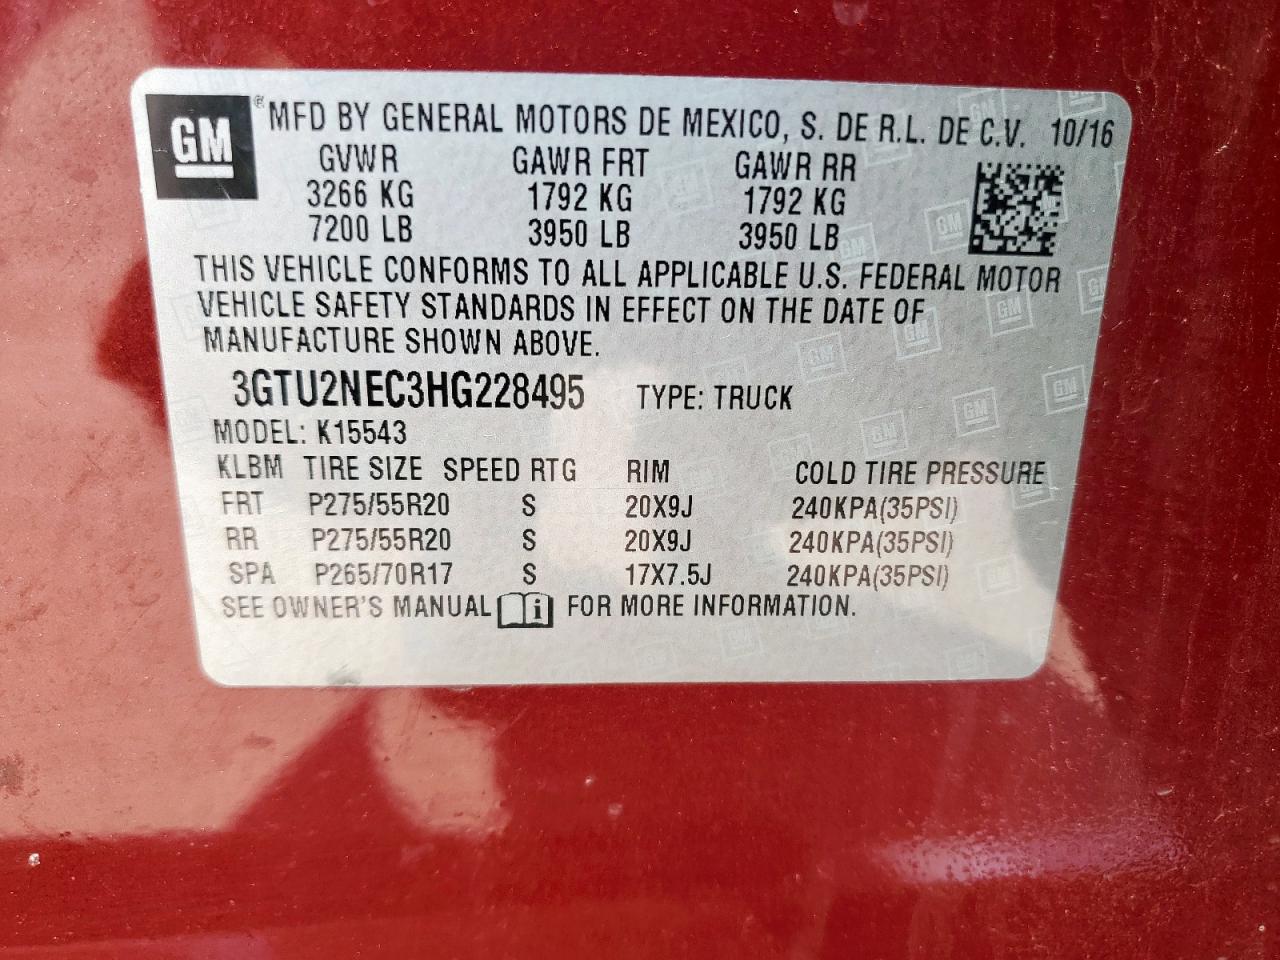 GM ® MFD BY GENERAL MOTORS DE MEXICO, S. DE R.L. DE C.V. 10/16
GVWR GAWR FRT GAWR RR
3266 KG 1792 KG 1792 KG
7200 LB 3950 LB 3950 LB
THIS VEHICLE CONFORMS TO ALL APPLICABLE U.S. FEDERAL MOTOR
VEHICLE SAFETY STANDARDS IN EFFECT ON THE DATE OF
MANUFACTURE SHOWN ABOVE.
3GTU2NEC3HG228495 TYPE: TRUCK
MODEL: K15543
KLBM TIRE SIZE SPEED RTG RIM COLD TIRE PRESSURE
FRT P275/55R20 S 20X9J 240KPA(35PSI)
RR P275/55R20 S 20X9J 240KPA(35PSI)
SPA P265/70R17 S 17X7.5J 240KPA(35PSI)
SEE OWNER'S MANUAL i FOR MORE INFORMATION.